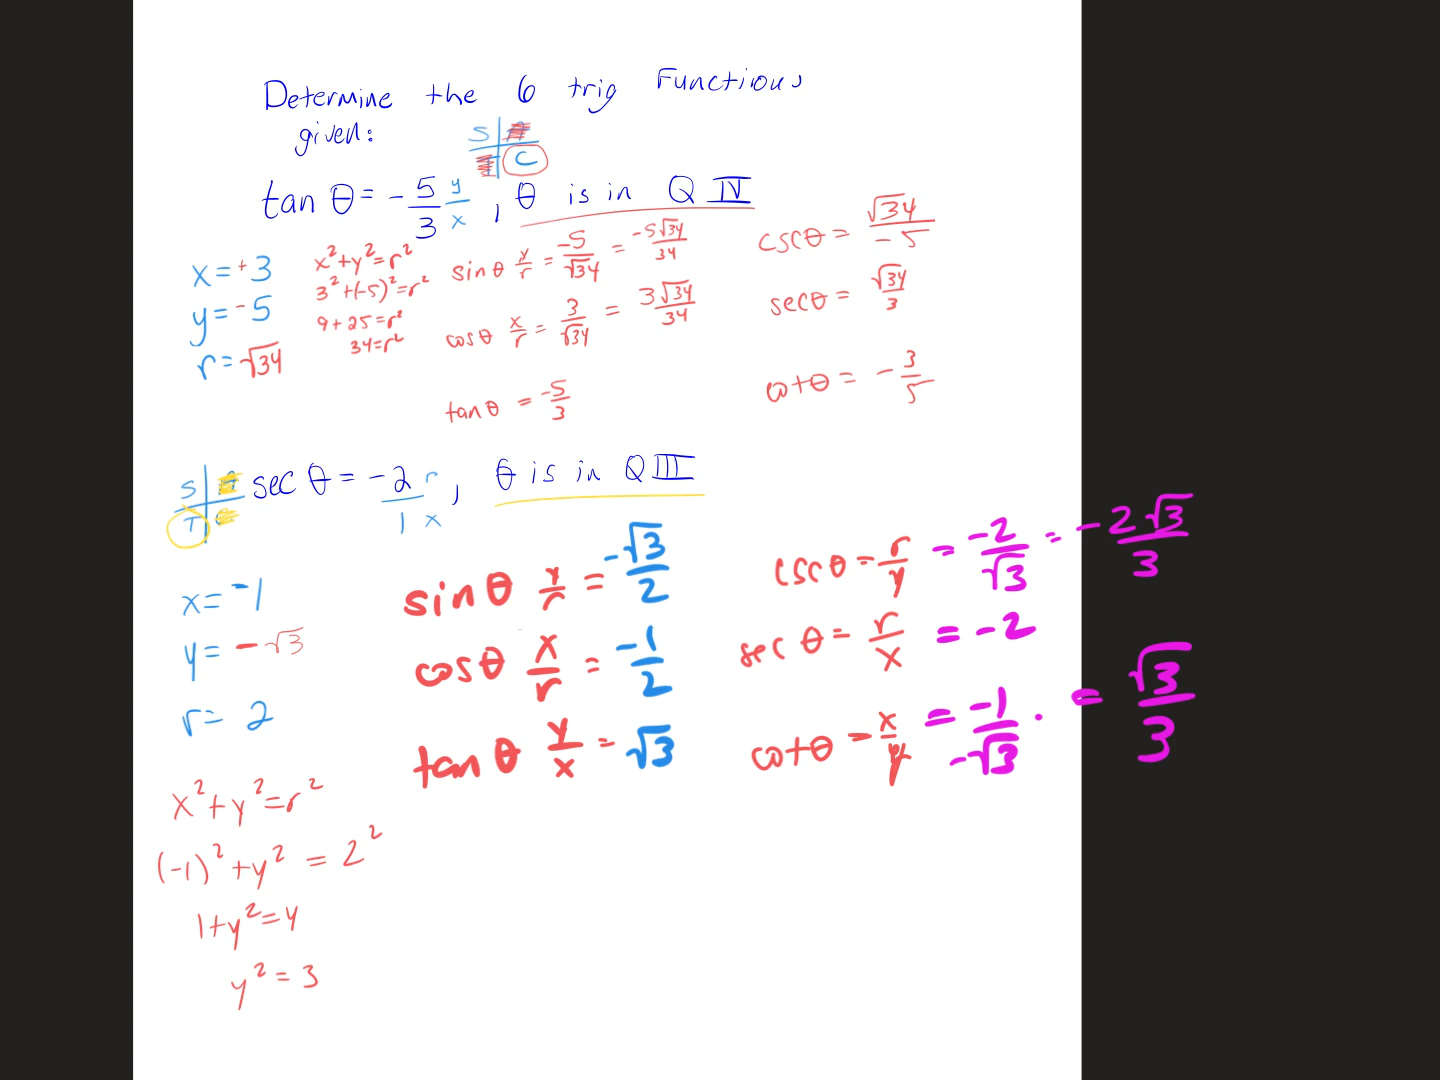 Determine the 6 trig Functions
given:
S
C
tan θ = -5/3 y/x , θ is in Q IV
x = +3
y = -5
r = √34
x² + y² = r²
3² + (-5)² = r²
9 + 25 = r²
34 = r²
sin θ y/r = -5/√34 = -5√34/34
cos θ x/r = 3/√34 = 3√34/34
tan θ = -5/3
csc θ = √34/-5
sec θ = √34/3
cot θ = -3/5
S
T
sec θ = -2/1 r/x , θ is in Q III
x = -1
y = -√3
r = 2
x² + y² = r²
(-1)² + y² = 2²
1 + y² = 4
y² = 3
sin θ y/r = -√3/2
cos θ x/r = -1/2
tan θ y/x = √3
csc θ = r/y = -2/√3 = -2√3/3
sec θ = r/x = -2
cot θ = x/y = -1/-√3 · = √3/3